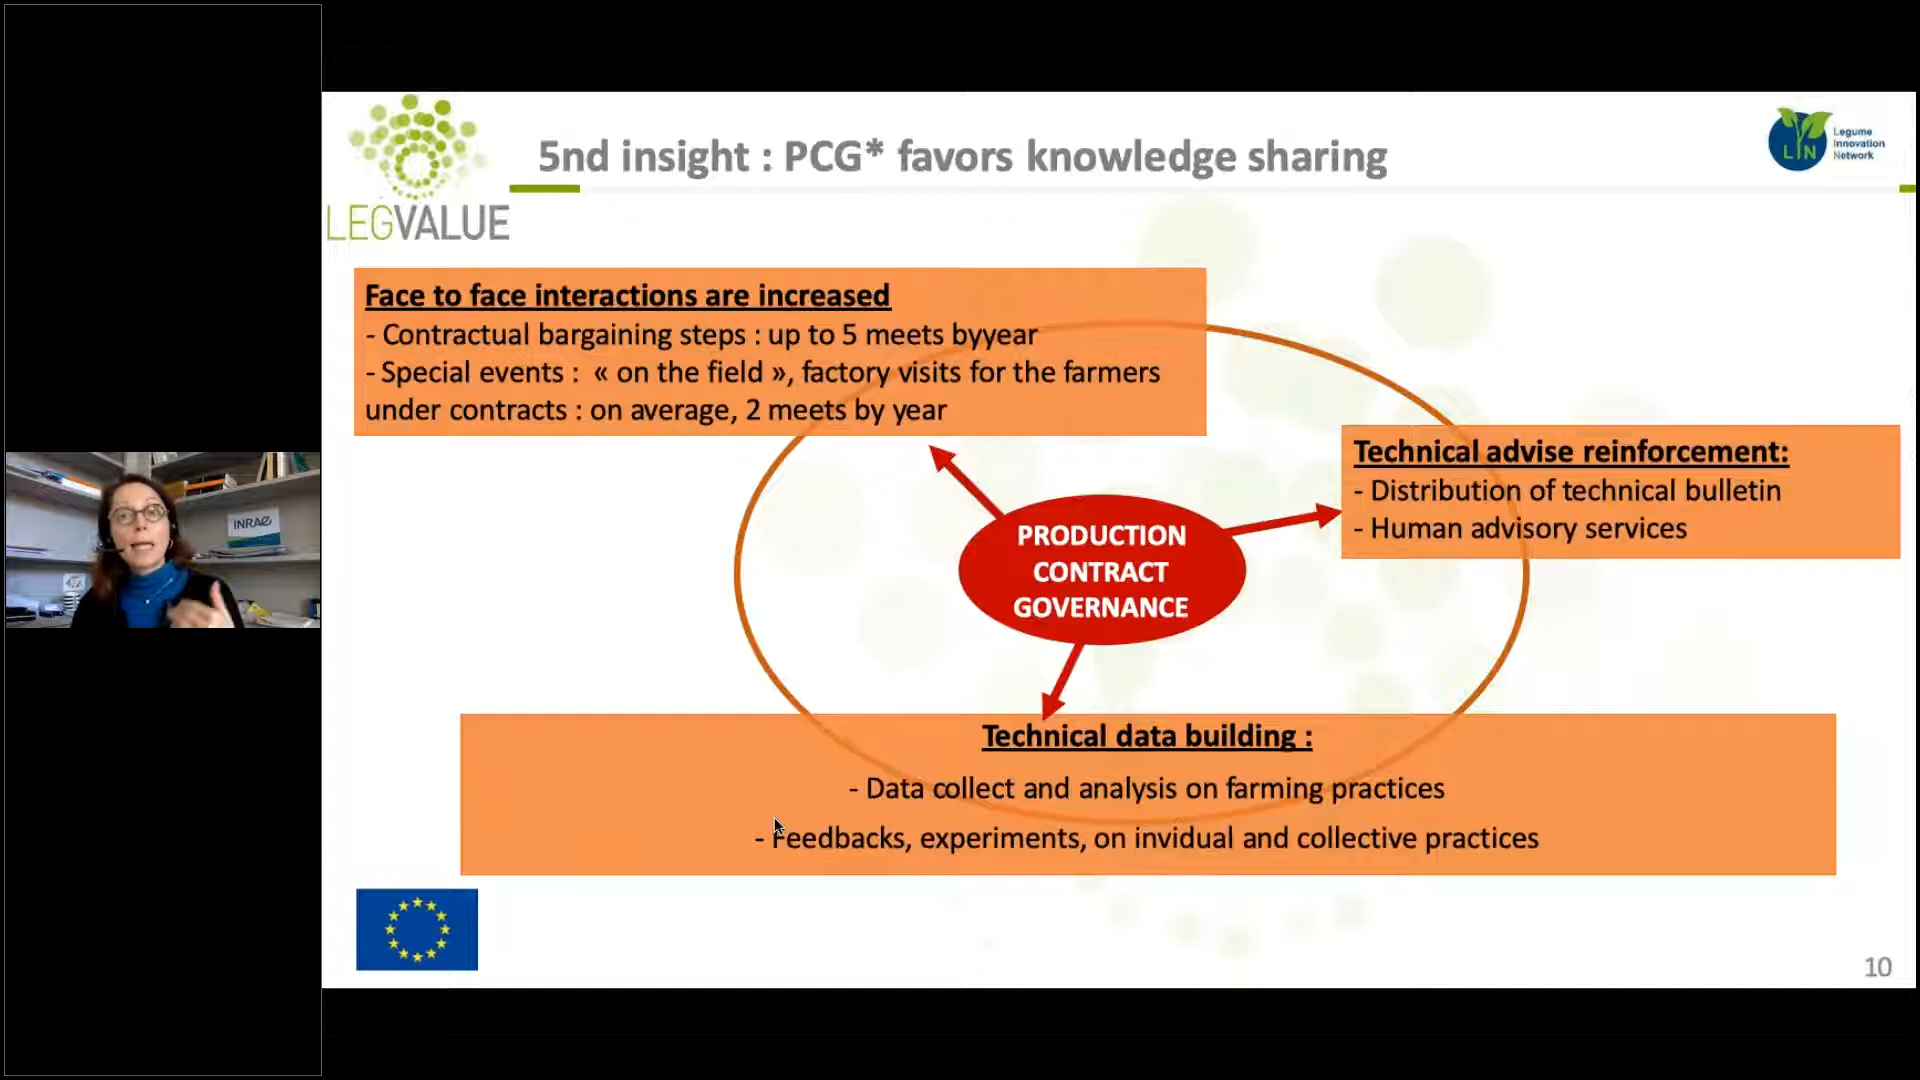 5nd insight : PCG* favors knowledge sharing
LIN
Legume
Innovation
Network
LEGVALUE
Face to face interactions are increased
- Contractual bargaining steps : up to 5 meets byyear
- Special events : « on the field », factory visits for the farmers
under contracts : on average, 2 meets by year
Technical advise reinforcement:
- Distribution of technical bulletin
- Human advisory services
INRAE
PRODUCTION
CONTRACT
GOVERNANCE
Technical data building :
- Data collect and analysis on farming practices
- Feedbacks, experiments, on invidual and collective practices
10